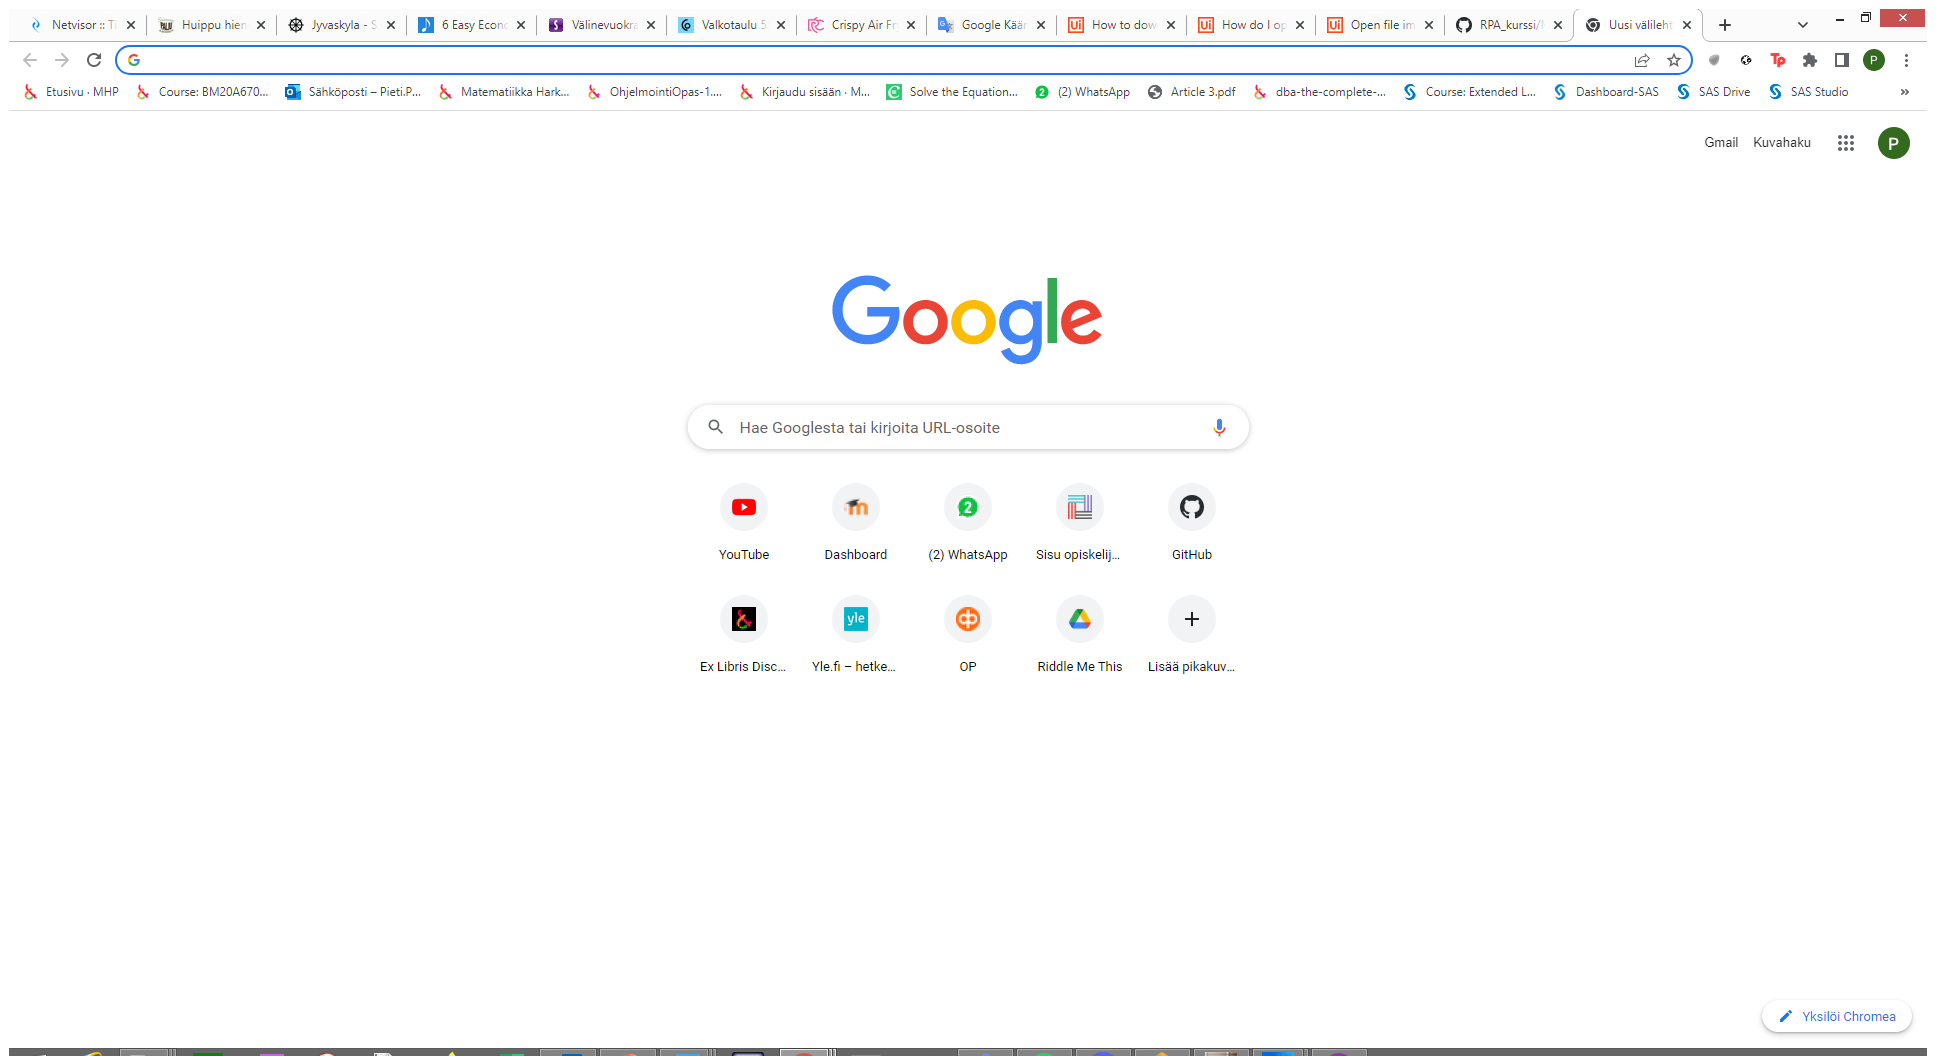 Netvisor :: Ti
Huippu hien
Jyvaskyla - S
6 Easy Econo
Välinevuokra
Valkotaulu 5
Crispy Air Fry
Google Kään
How to dow
How do I op
Open file im
RPA_kurssi/
Uusi välileht
P
Etusivu · MHP
Course: BM20A670...
Sähköposti – Pieti.P...
Matematiikka Hark...
OhjelmointiOpas-1....
Kirjaudu sisään · M...
Solve the Equation...
(2) WhatsApp
Article 3.pdf
dba-the-complete-...
Course: Extended L...
Dashboard-SAS
SAS Drive
SAS Studio
»
Gmail
Kuvahaku
P
Google
Hae Googlesta tai kirjoita URL-osoite
YouTube
Dashboard
(2) WhatsApp
Sisu opiskelij...
GitHub
yle
Ex Libris Disc...
Yle.fi – hetke...
OP
Riddle Me This
Lisää pikakuv...
Yksilöi Chromea